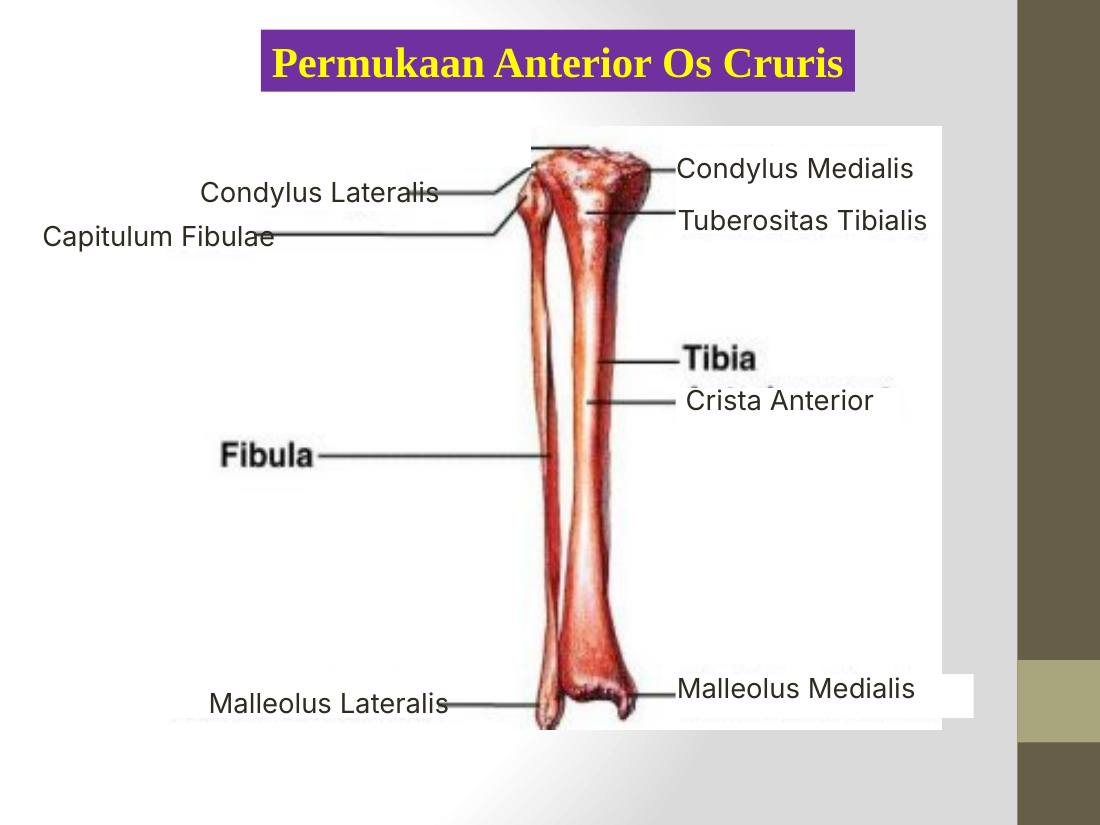 Permukaan Anterior Os Cruris
Condylus Medialis
Condylus Lateralis
Tuberositas Tibialis
Capitulum Fibulae
Tibia
Crista Anterior
Fibula
Malleolus Medialis
Malleolus Lateralis